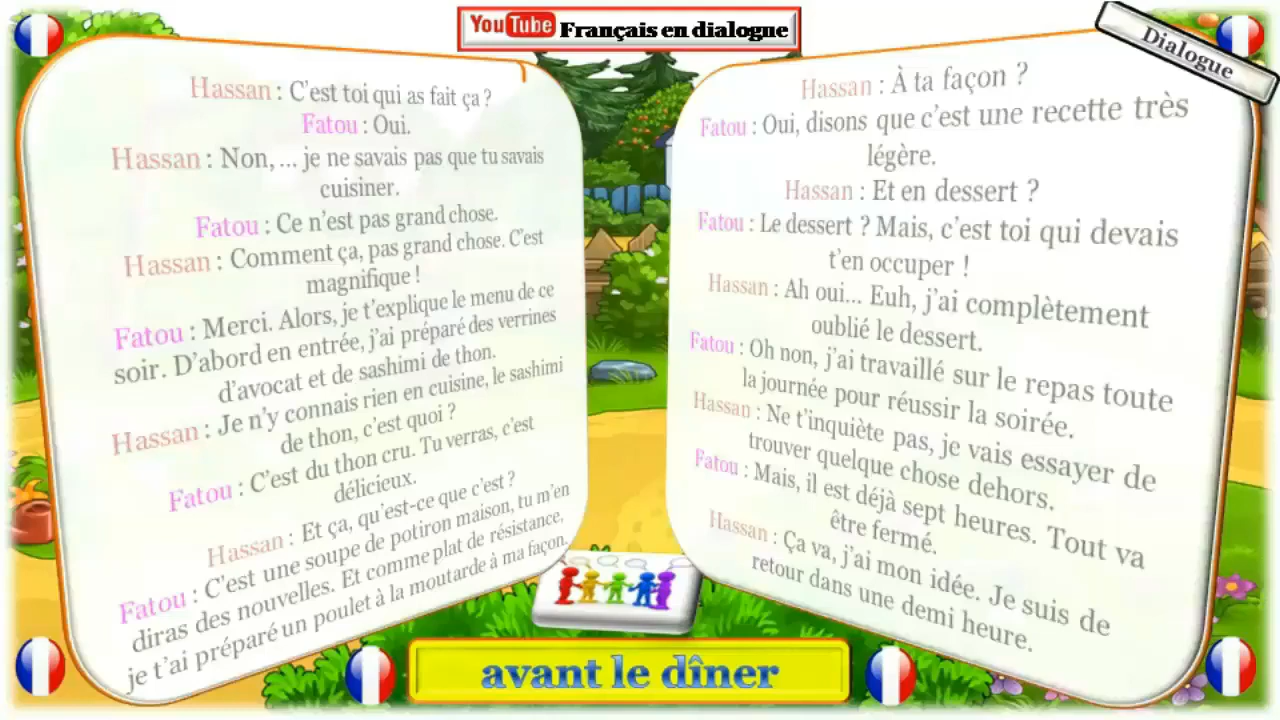 YouTube Français en dialogue
Dialogue
Hassan : C'est toi qui as fait ça ?
Fatou : Oui.
Hassan : Non, ... je ne savais pas que tu savais
cuisiner.
Fatou : Ce n'est pas grand chose.
Hassan : Comment ça, pas grand chose. C'est
magnifique !
Fatou : Merci. Alors, je t'explique le menu de ce
soir. D'abord en entrée, j'ai préparé des verrines
d'avocat et de sashimi de thon.
Hassan : Je n'y connais rien en cuisine, le sashimi
de thon, c'est quoi ?
Fatou : C'est du thon cru. Tu verras, c'est
délicieux.
Hassan : Et ça, qu'est-ce que c'est ?
Fatou : C'est une soupe de potiron maison, tu m'en
diras des nouvelles. Et comme plat de résistance,
je t'ai préparé un poulet à la moutarde à ma façon.
Hassan : À ta façon ?
Fatou : Oui, disons que c'est une recette très
légère.
Hassan : Et en dessert ?
Fatou : Le dessert ? Mais, c'est toi qui devais
t'en occuper !
Hassan : Ah oui... Euh, j'ai complètement
oublié le dessert.
Fatou : Oh non, j'ai travaillé sur le repas toute
la journée pour réussir la soirée.
Hassan : Ne t'inquiète pas, je vais essayer de
trouver quelque chose dehors.
Fatou : Mais, il est déjà sept heures. Tout va
être fermé.
Hassan : Ça va, j'ai mon idée. Je suis de
retour dans une demi heure.
avant le dîner